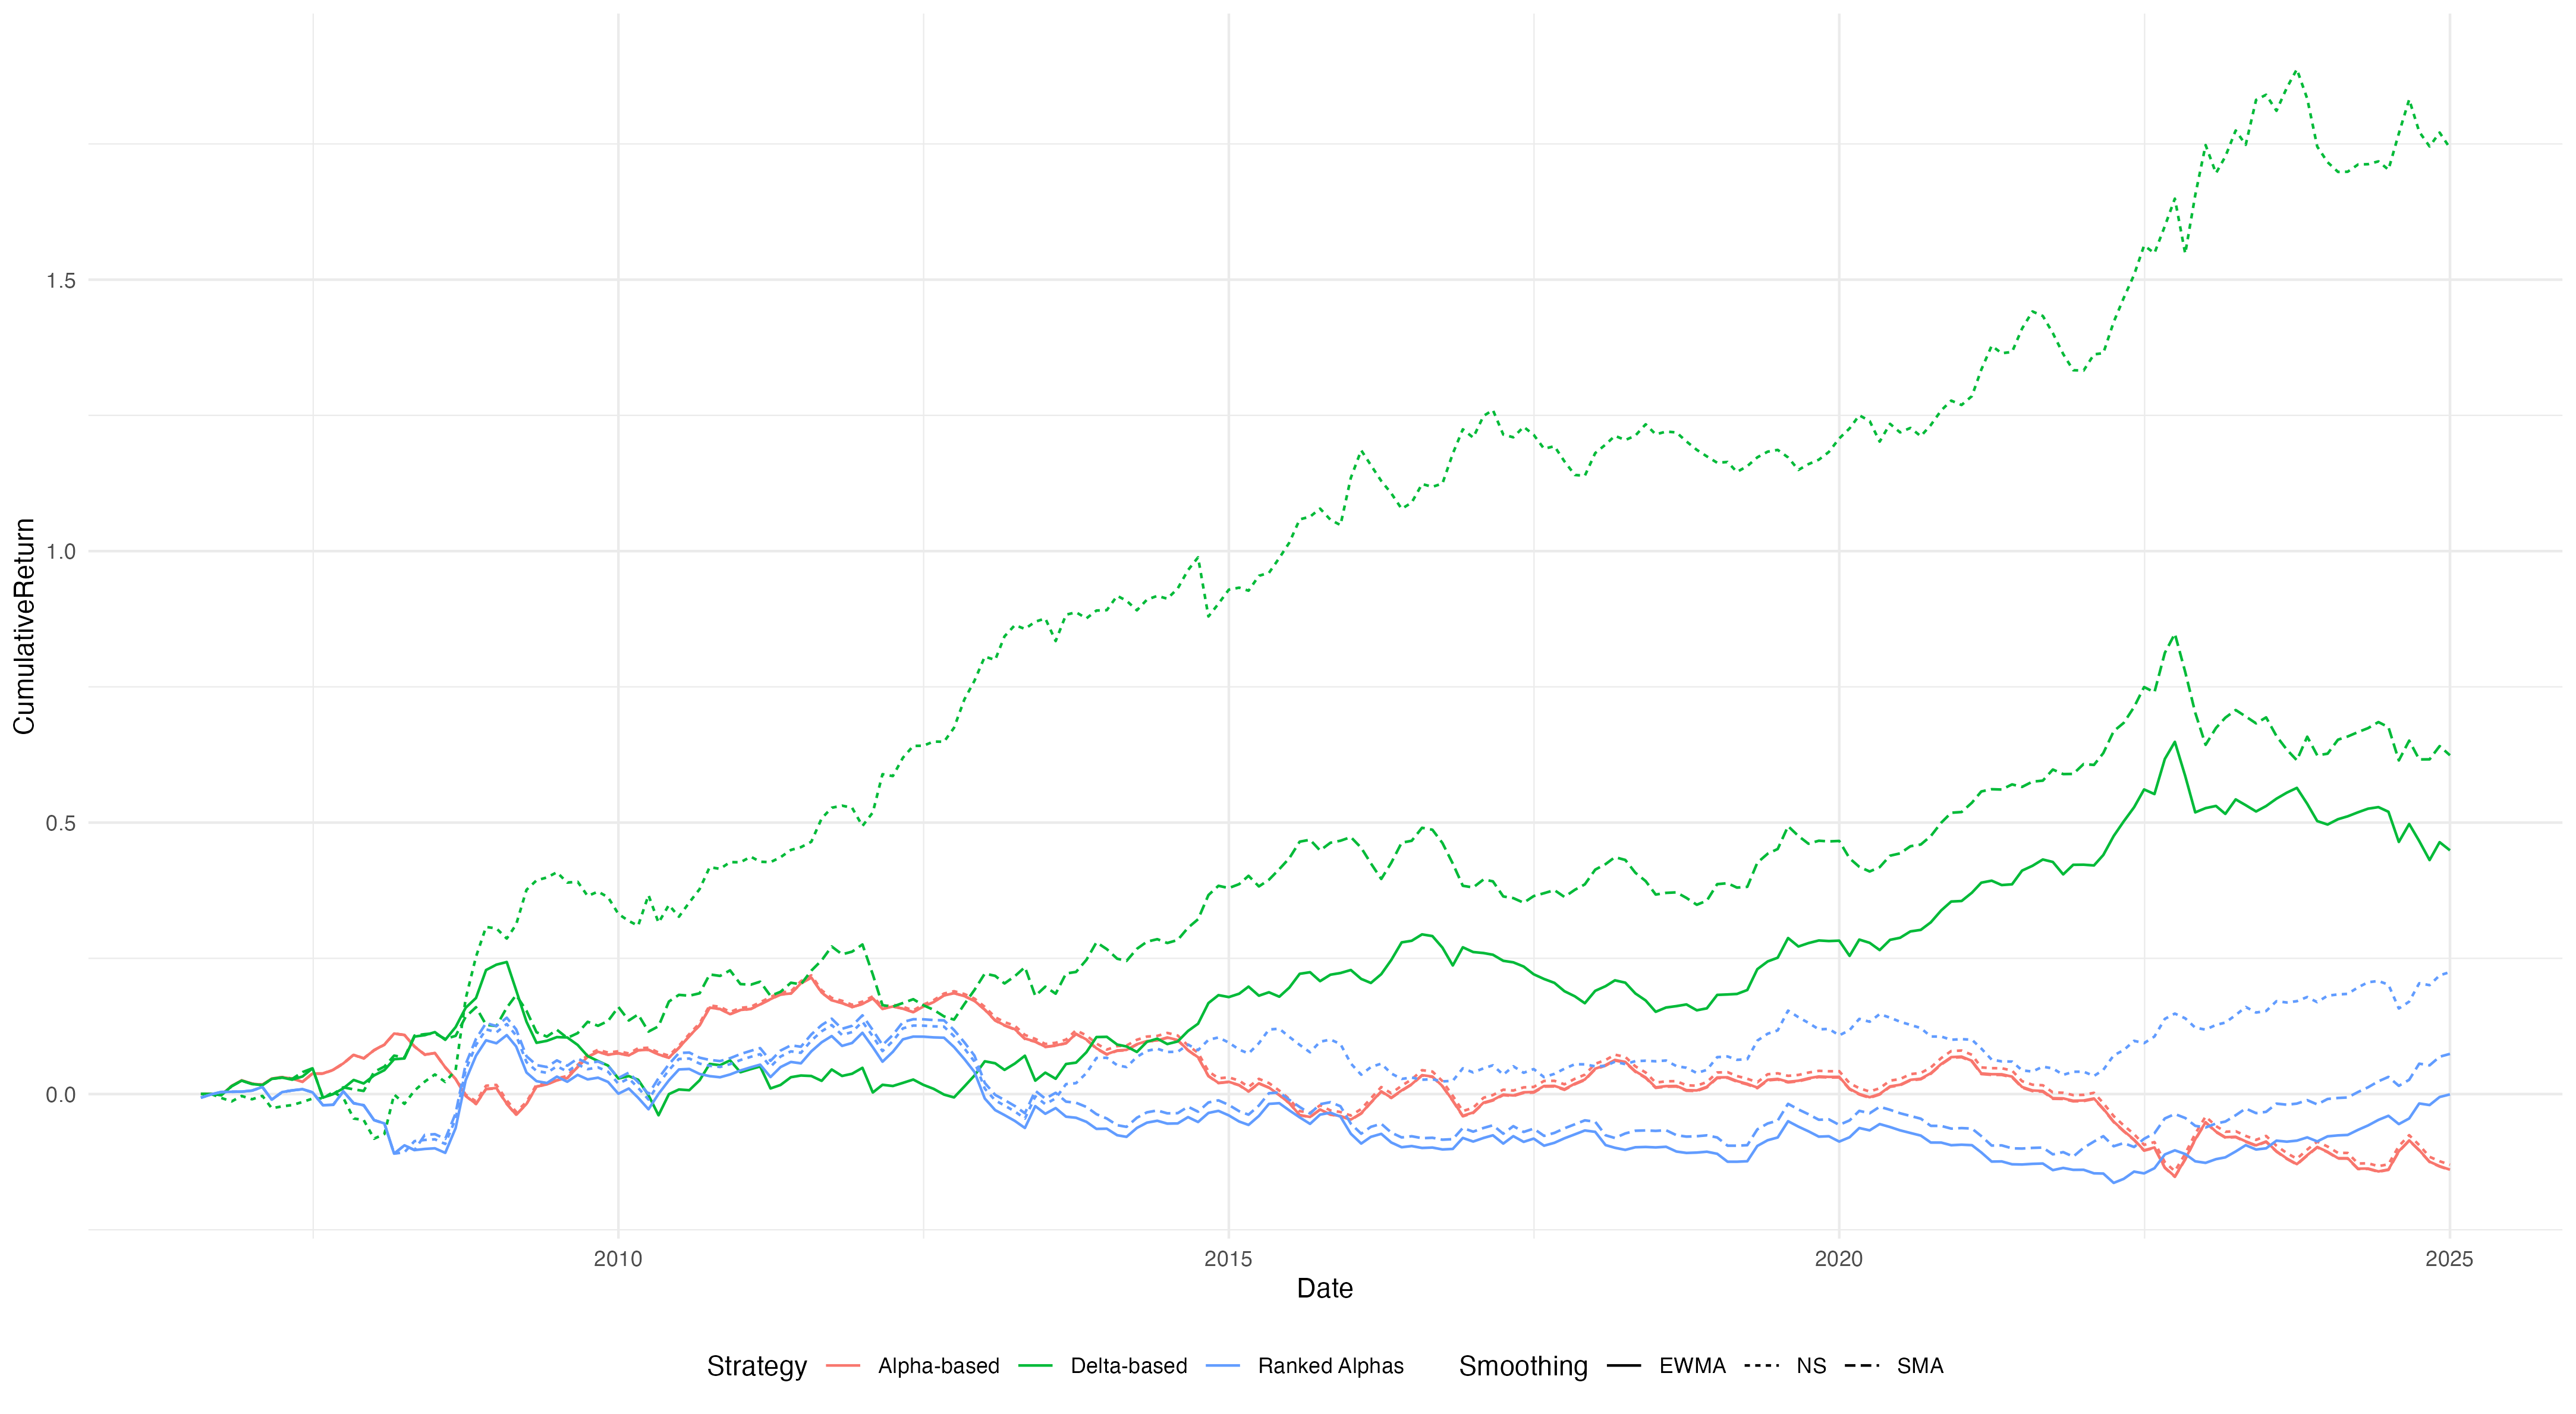 CumulativeReturn
1.5
1.0
0.5
0.0
2010 2015 2020 2025
Date
Strategy Alpha-based Delta-based Ranked Alphas Smoothing EWMA NS SMA